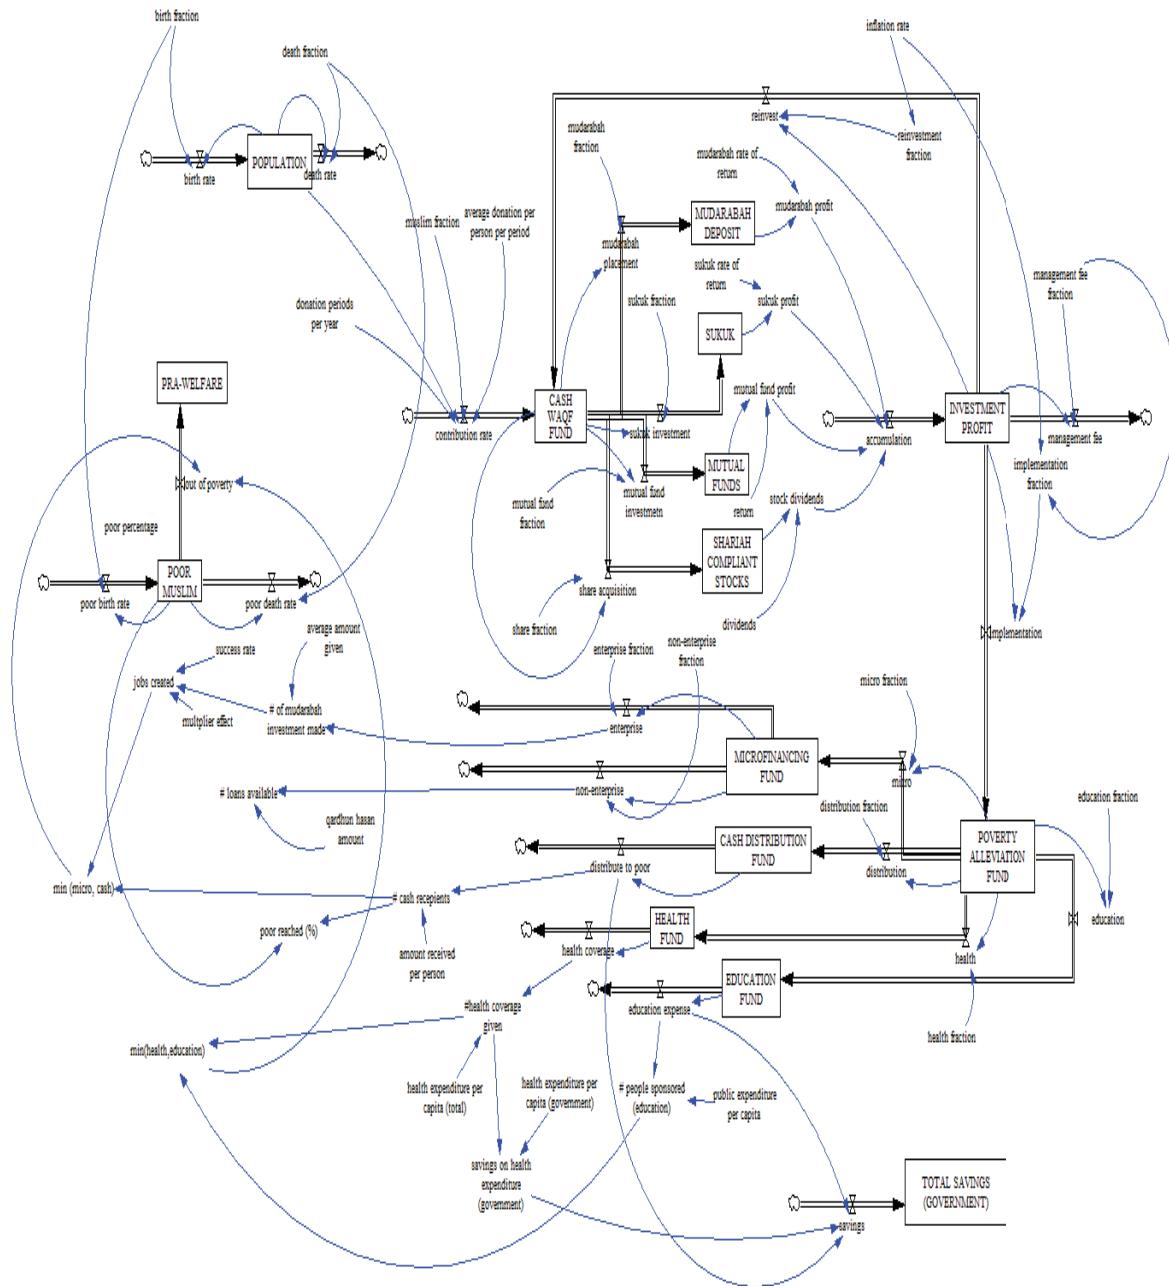 birth fraction
death fraction
inflation rate
POPULATION
birth rate
death rate
mudarabah
fraction
reinvest
reinvestment
fraction
mudarabah rate of
return
mudarabah profit
muslim fraction
average donation per
person per period
MUDARABAH
DEPOSIT
mudarabah
placement
sukuk rate of
return
sukuk profit
management fee
fraction
donation periods
per year
sukuk fraction
SUKUK
PRA-WELFARE
mutual fund profit
CASH
WAQF
FUND
contribution rate
sukuk investment
INVESTMENT
PROFIT
accumulation
management fee
MUTUAL
FUNDS
implementation
fraction
out of poverty
mutual fund
fraction
mutual fund
investmetn
return
stock dividends
poor percentage
SHARIAH
COMPLIANT
STOCKS
POOR
MUSLIM
poor birth rate
poor death rate
share acquisition
share fraction
dividends
implementation
average amount
given
enterprise fraction
non-enterprise
fraction
success rate
jobs created
multplier effect
# of mudarabah
investment made
enterprise
micro fraction
MICROFINANCING
FUND
micro
# loans available
non-enterprise
qardhun hasan
amount
distribution fraction
education fraction
CASH DISTRIBUTION
FUND
POVERTY
ALLEVIATION
FUND
distribute to poor
distribution
min (micro, cash)
# cash recepients
education
poor reached (%)
HEALTH
FUND
amount received
per person
health coverage
health
EDUCATION
FUND
#health coverage
given
education expense
health fraction
min(health,education)
health expenditure per
capita (total)
health expenditure per
capita (government)
# people sponsored
(education)
public expenditure
per capita
savings on health
expenditure
(government)
TOTAL SAVINGS
(GOVERNMENT)
savings